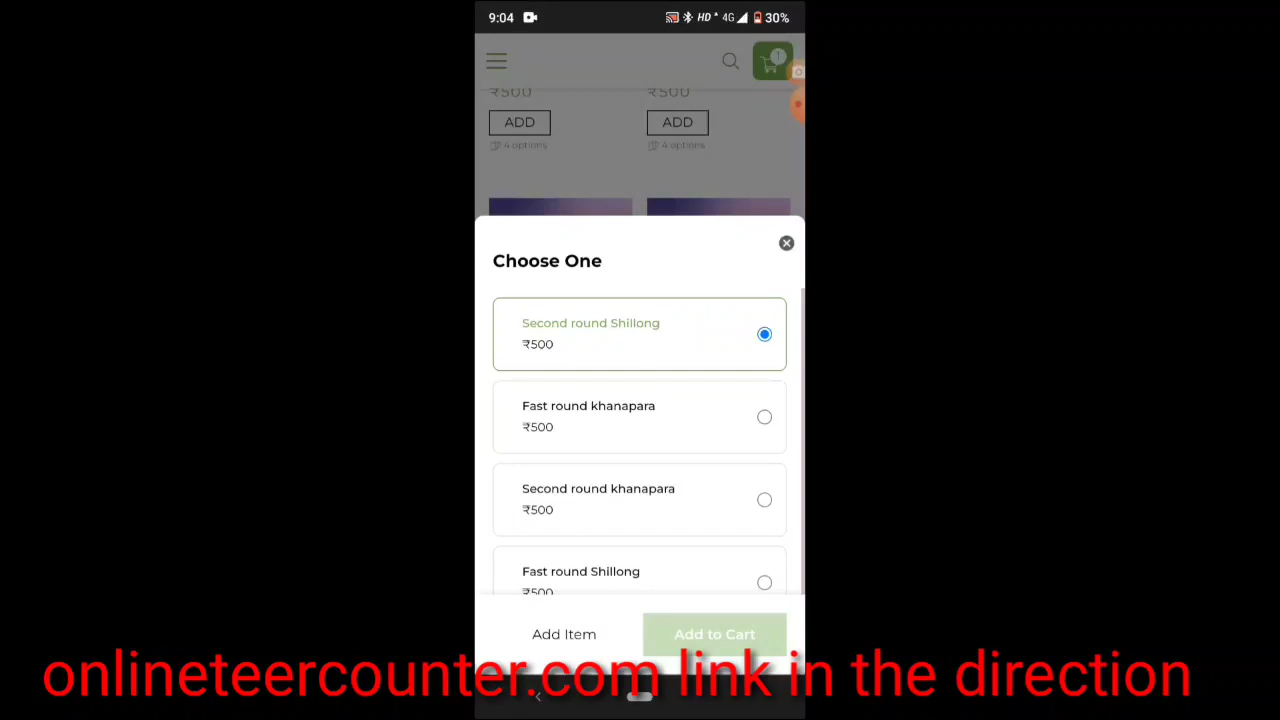 9:04 HD 4G 30%
1
₹500 ₹500
ADD ADD
4 options 4 options
Choose One
Second round Shillong
₹500
Fast round khanapara
₹500
Second round khanapara
₹500
Fast round Shillong
₹500
Add Item Add to Cart
onlineteercounter.com link in the direction